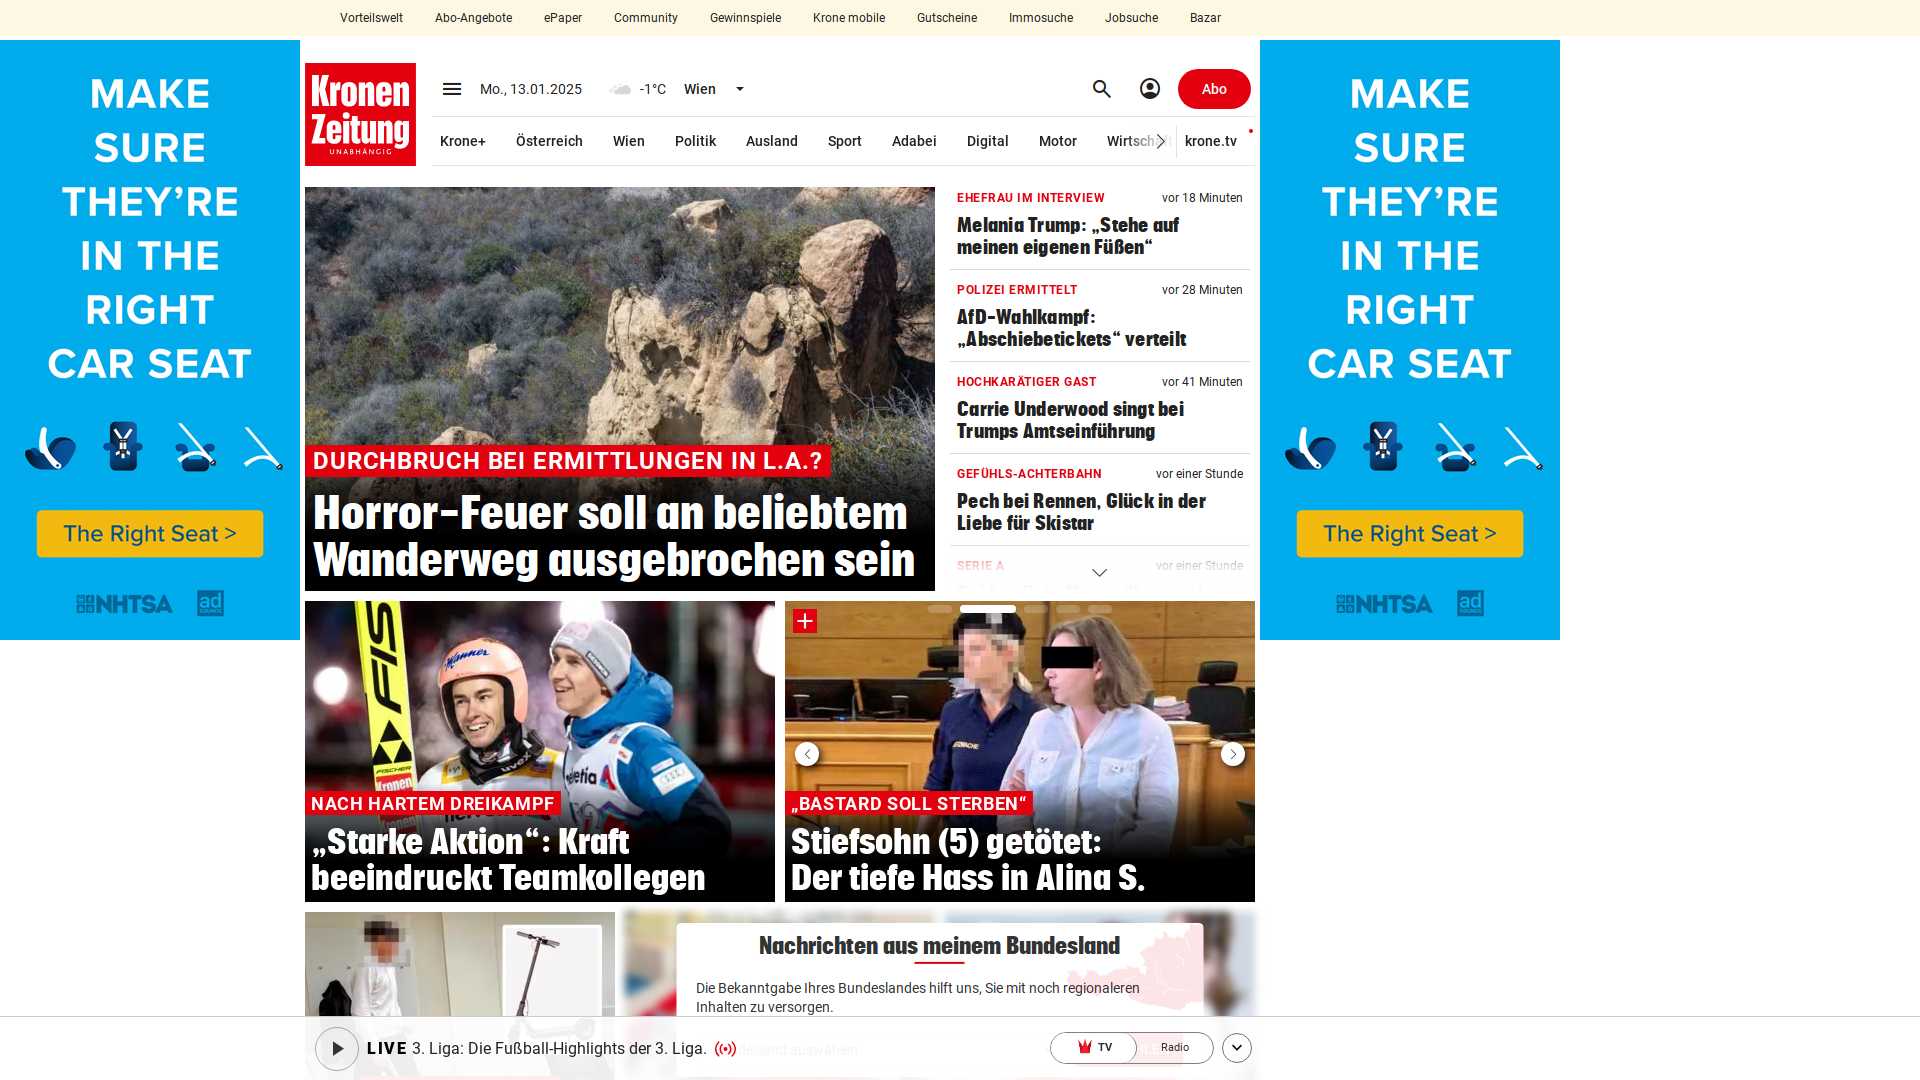 Vorteilswelt
Abo-Angebote
ePaper
Community
Gewinnspiele
Krone mobile
Gutscheine
Immosuche
Jobsuche
Bazar
MAKE
SURE
THEY’RE
IN THE
RIGHT
CAR SEAT
The Right Seat >
NHTSA
ad
COUNCIL
Kronen
Zeitung
UNABHÄNGIG
Mo., 13.01.2025
-1°C
Wien
Abo
Krone+
Österreich
Wien
Politik
Ausland
Sport
Adabei
Digital
Motor
Wirtschaft
krone.tv
DURCHBRUCH BEI ERMITTLUNGEN IN L.A.?
Horror-Feuer soll an beliebtem
Wanderweg ausgebrochen sein
EHEFRAU IM INTERVIEW
vor 18 Minuten
Melania Trump: „Stehe auf
meinen eigenen Füßen“
POLIZEI ERMITTELT
vor 28 Minuten
AfD-Wahlkampf:
„Abschiebetickets“ verteilt
HOCHKARÄTIGER GAST
vor 41 Minuten
Carrie Underwood singt bei
Trumps Amtseinführung
GEFÜHLS-ACHTERBAHN
vor einer Stunde
Pech bei Rennen, Glück in der
Liebe für Skistar
SERIE A
vor einer Stunde
MAKE
SURE
THEY’RE
IN THE
RIGHT
CAR SEAT
The Right Seat >
NHTSA
ad
COUNCIL
FIS
Manner
FISCHER
Kronen
uvex
helvetia
NACH HARTEM DREIKAMPF
„Starke Aktion“: Kraft
beeindruckt Teamkollegen
„BASTARD SOLL STERBEN“
Stiefsohn (5) getötet:
Der tiefe Hass in Alina S.
Nachrichten aus meinem Bundesland
Die Bekanntgabe Ihres Bundeslandes hilft uns, Sie mit noch regionaleren
Inhalten zu versorgen.
LIVE 3. Liga: Die Fußball-Highlights der 3. Liga.
TV
Radio